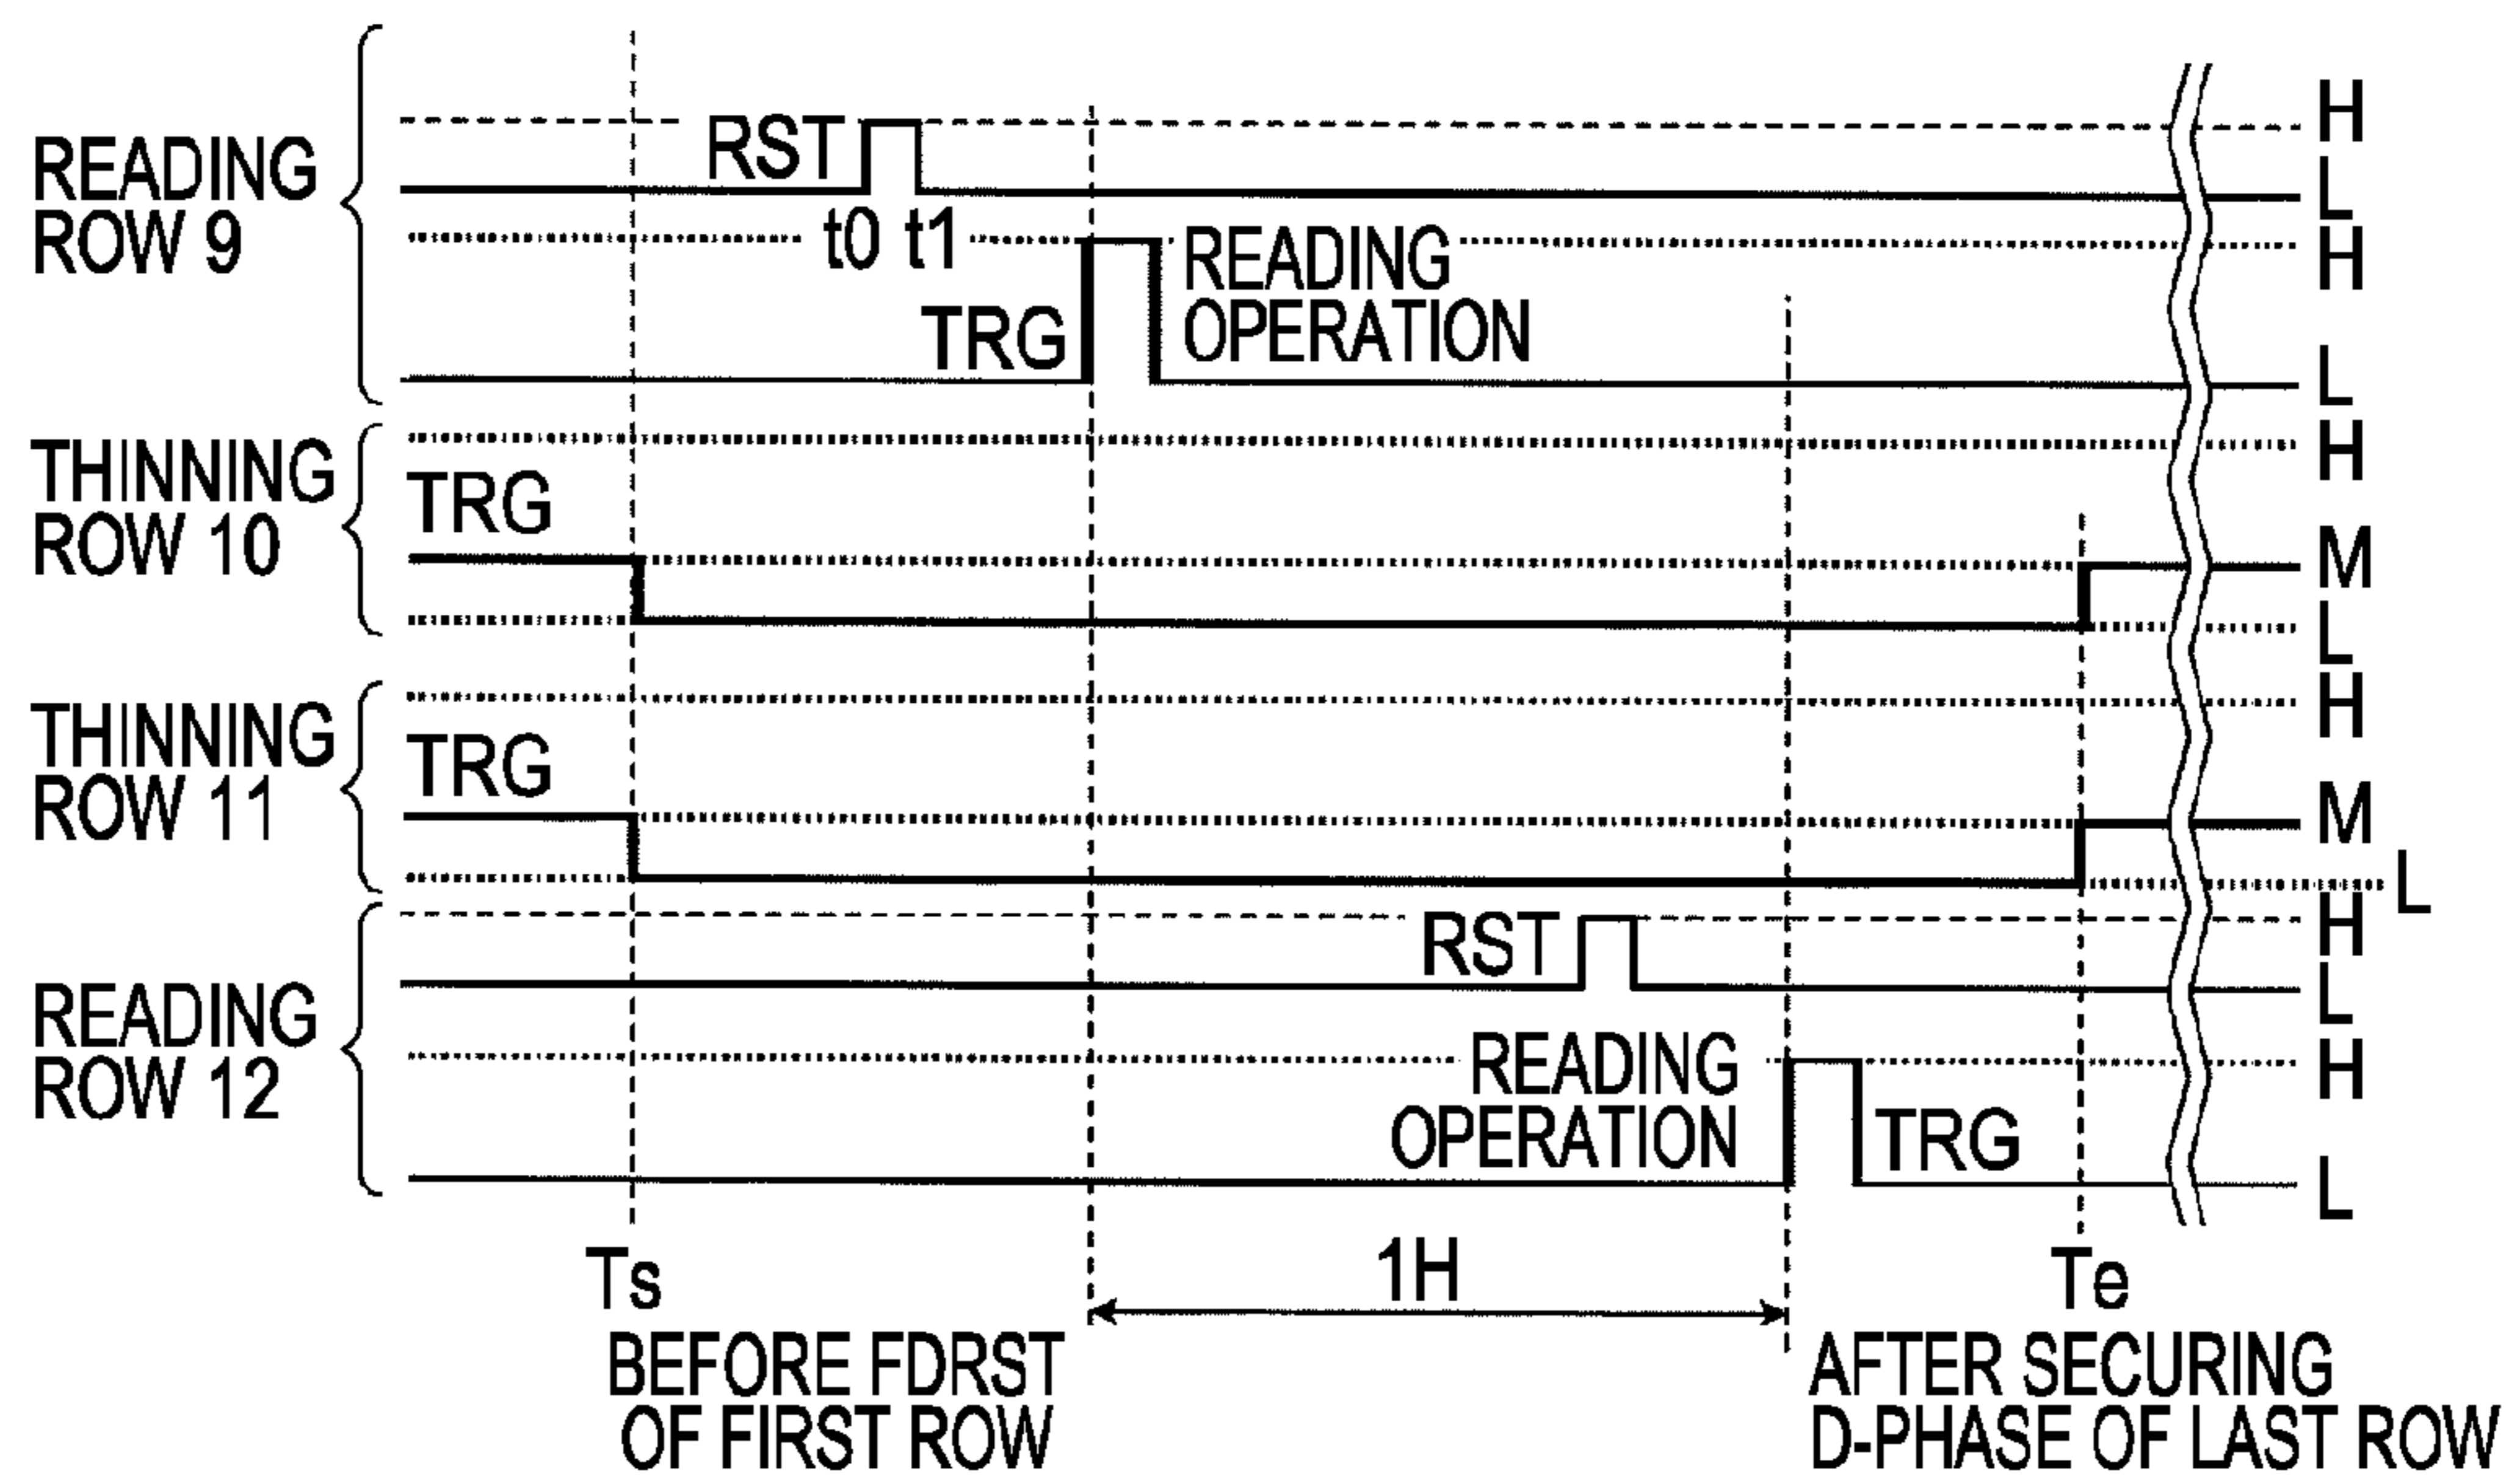 READING
ROW 9
RST
t0 t1
TRG
READING
OPERATION
H
L
H
L
THINNING
ROW 10
TRG
H
M
L
THINNING
ROW 11
TRG
H
M
L
READING
ROW 12
RST
READING
OPERATION
TRG
H
L
H
L
Ts
BEFORE FDRST
OF FIRST ROW
1H
Te
AFTER SECURING
D-PHASE OF LAST ROW